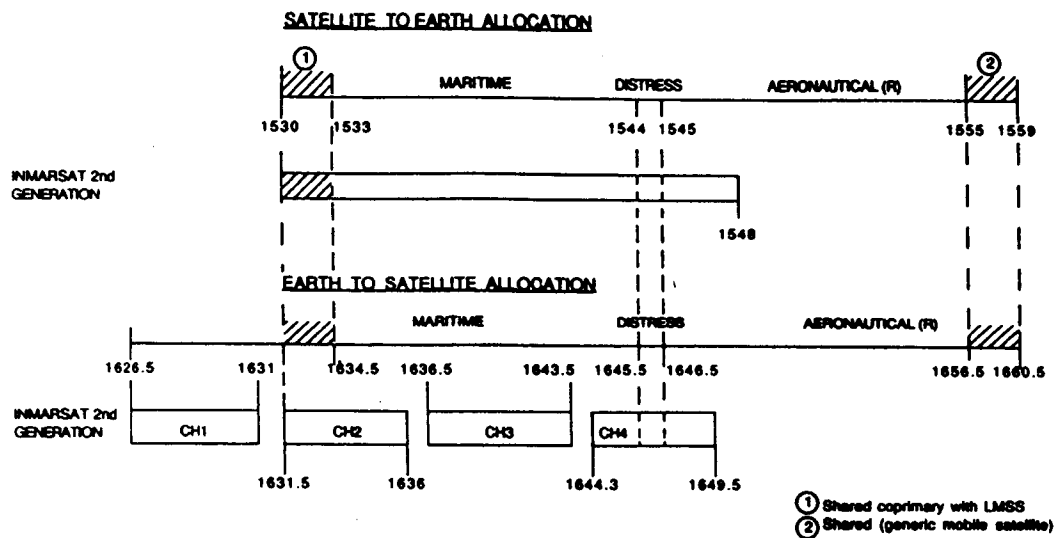 SATELLITE TO EARTH ALLOCATION
1 2
MARITIME DISTRESS AERONAUTICAL (R)
1530 1533 1544 1545 1555 1559
INMARSAT 2nd
GENERATION
1548
EARTH TO SATELLITE ALLOCATION
MARITIME DISTRESS AERONAUTICAL (R)
1626.5 1631 1634.5 1636.5 1643.5 1645.5 1646.5 1656.5 1660.5
INMARSAT 2nd
GENERATION
CH1 CH2 CH3 CH4
1631.5 1636 1644.3 1649.5
1 Shared coprimary with LMSS
2 Shared (generic mobile satellite)